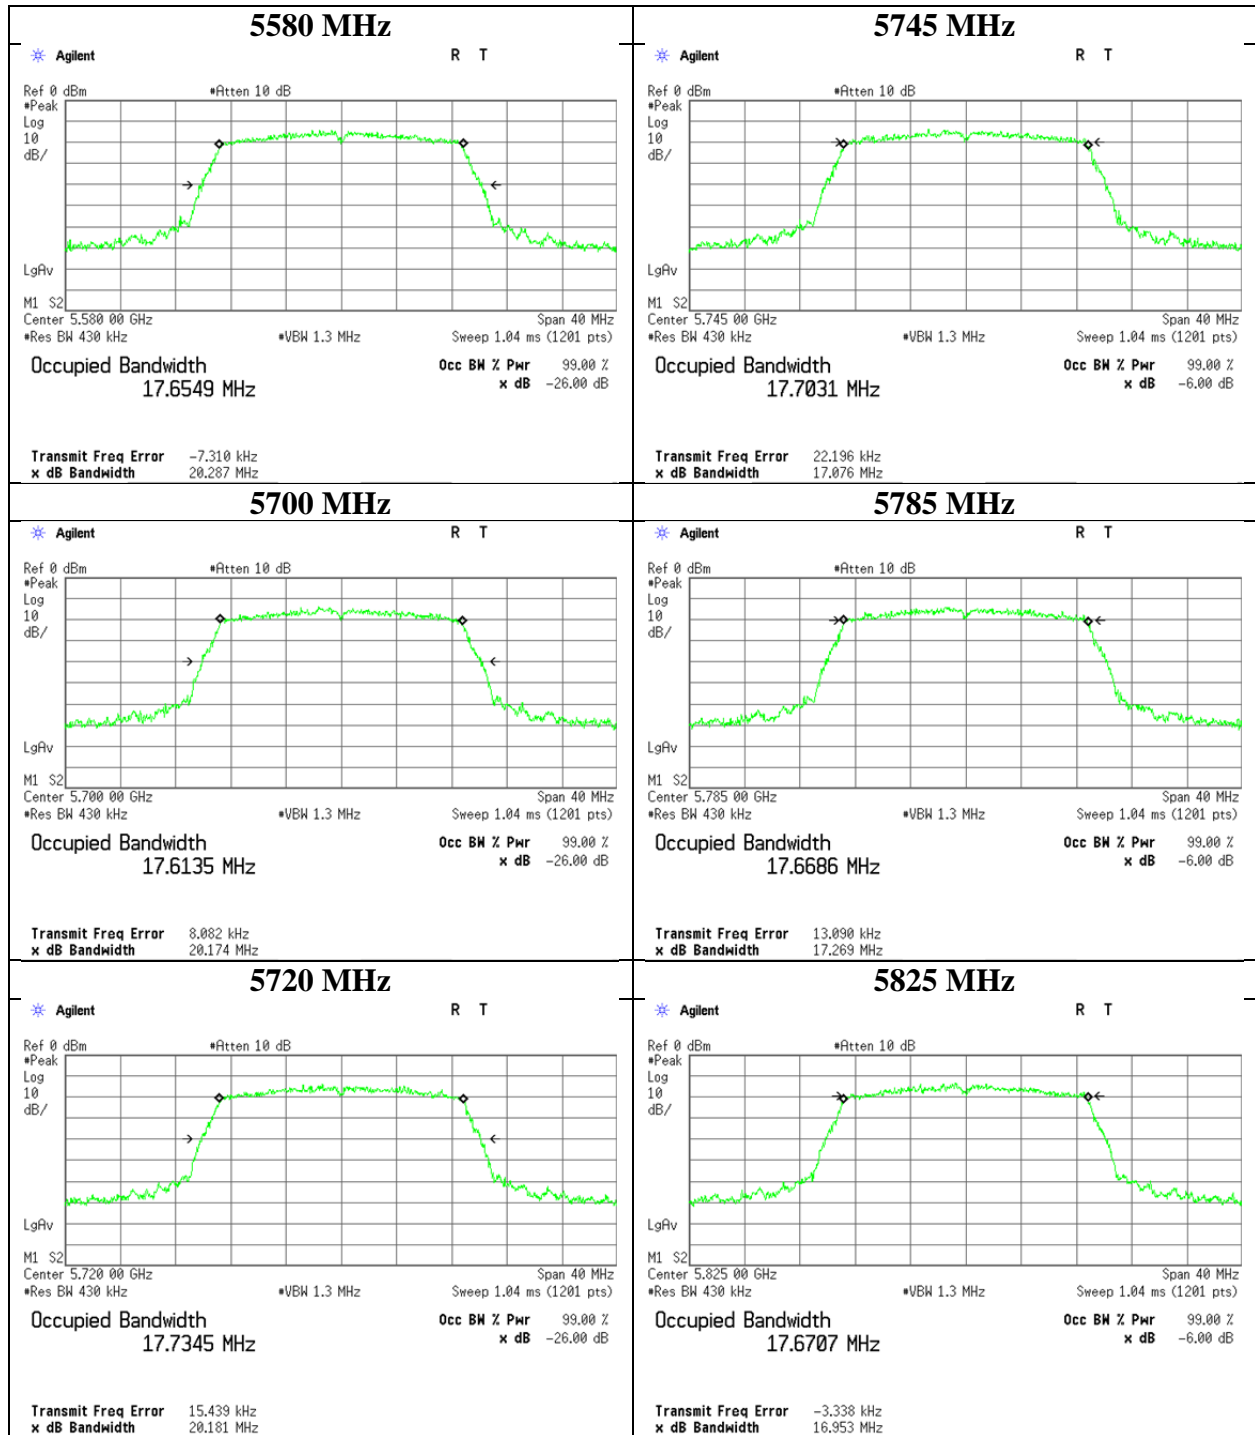 5580 MHz
Agilent
R T
Ref 0 dBm #Atten 10 dB
#Peak
Log
10
dB/
LgAv
M1 S2
Center 5.580 00 GHz Span 40 MHz
#Res BW 430 kHz #VBW 1.3 MHz Sweep 1.04 ms (1201 pts)
Occupied Bandwidth Occ BW % Pwr 99.00 %
17.6549 MHz x dB -26.00 dB
Transmit Freq Error -7.310 kHz
x dB Bandwidth 20.287 MHz
5745 MHz
Agilent
R T
Ref 0 dBm #Atten 10 dB
#Peak
Log
10
dB/
LgAv
M1 S2
Center 5.745 00 GHz Span 40 MHz
#Res BW 430 kHz #VBW 1.3 MHz Sweep 1.04 ms (1201 pts)
Occupied Bandwidth Occ BW % Pwr 99.00 %
17.7031 MHz x dB -6.00 dB
Transmit Freq Error 22.196 kHz
x dB Bandwidth 17.076 MHz
5700 MHz
Agilent
R T
Ref 0 dBm #Atten 10 dB
#Peak
Log
10
dB/
LgAv
M1 S2
Center 5.700 00 GHz Span 40 MHz
#Res BW 430 kHz #VBW 1.3 MHz Sweep 1.04 ms (1201 pts)
Occupied Bandwidth Occ BW % Pwr 99.00 %
17.6135 MHz x dB -26.00 dB
Transmit Freq Error 8.082 kHz
x dB Bandwidth 20.174 MHz
5785 MHz
Agilent
R T
Ref 0 dBm #Atten 10 dB
#Peak
Log
10
dB/
LgAv
M1 S2
Center 5.785 00 GHz Span 40 MHz
#Res BW 430 kHz #VBW 1.3 MHz Sweep 1.04 ms (1201 pts)
Occupied Bandwidth Occ BW % Pwr 99.00 %
17.6686 MHz x dB -6.00 dB
Transmit Freq Error 13.090 kHz
x dB Bandwidth 17.269 MHz
5720 MHz
Agilent
R T
Ref 0 dBm #Atten 10 dB
#Peak
Log
10
dB/
LgAv
M1 S2
Center 5.720 00 GHz Span 40 MHz
#Res BW 430 kHz #VBW 1.3 MHz Sweep 1.04 ms (1201 pts)
Occupied Bandwidth Occ BW % Pwr 99.00 %
17.7345 MHz x dB -26.00 dB
Transmit Freq Error 15.439 kHz
x dB Bandwidth 20.181 MHz
5825 MHz
Agilent
R T
Ref 0 dBm #Atten 10 dB
#Peak
Log
10
dB/
LgAv
M1 S2
Center 5.825 00 GHz Span 40 MHz
#Res BW 430 kHz #VBW 1.3 MHz Sweep 1.04 ms (1201 pts)
Occupied Bandwidth Occ BW % Pwr 99.00 %
17.6707 MHz x dB -6.00 dB
Transmit Freq Error -3.338 kHz
x dB Bandwidth 16.953 MHz